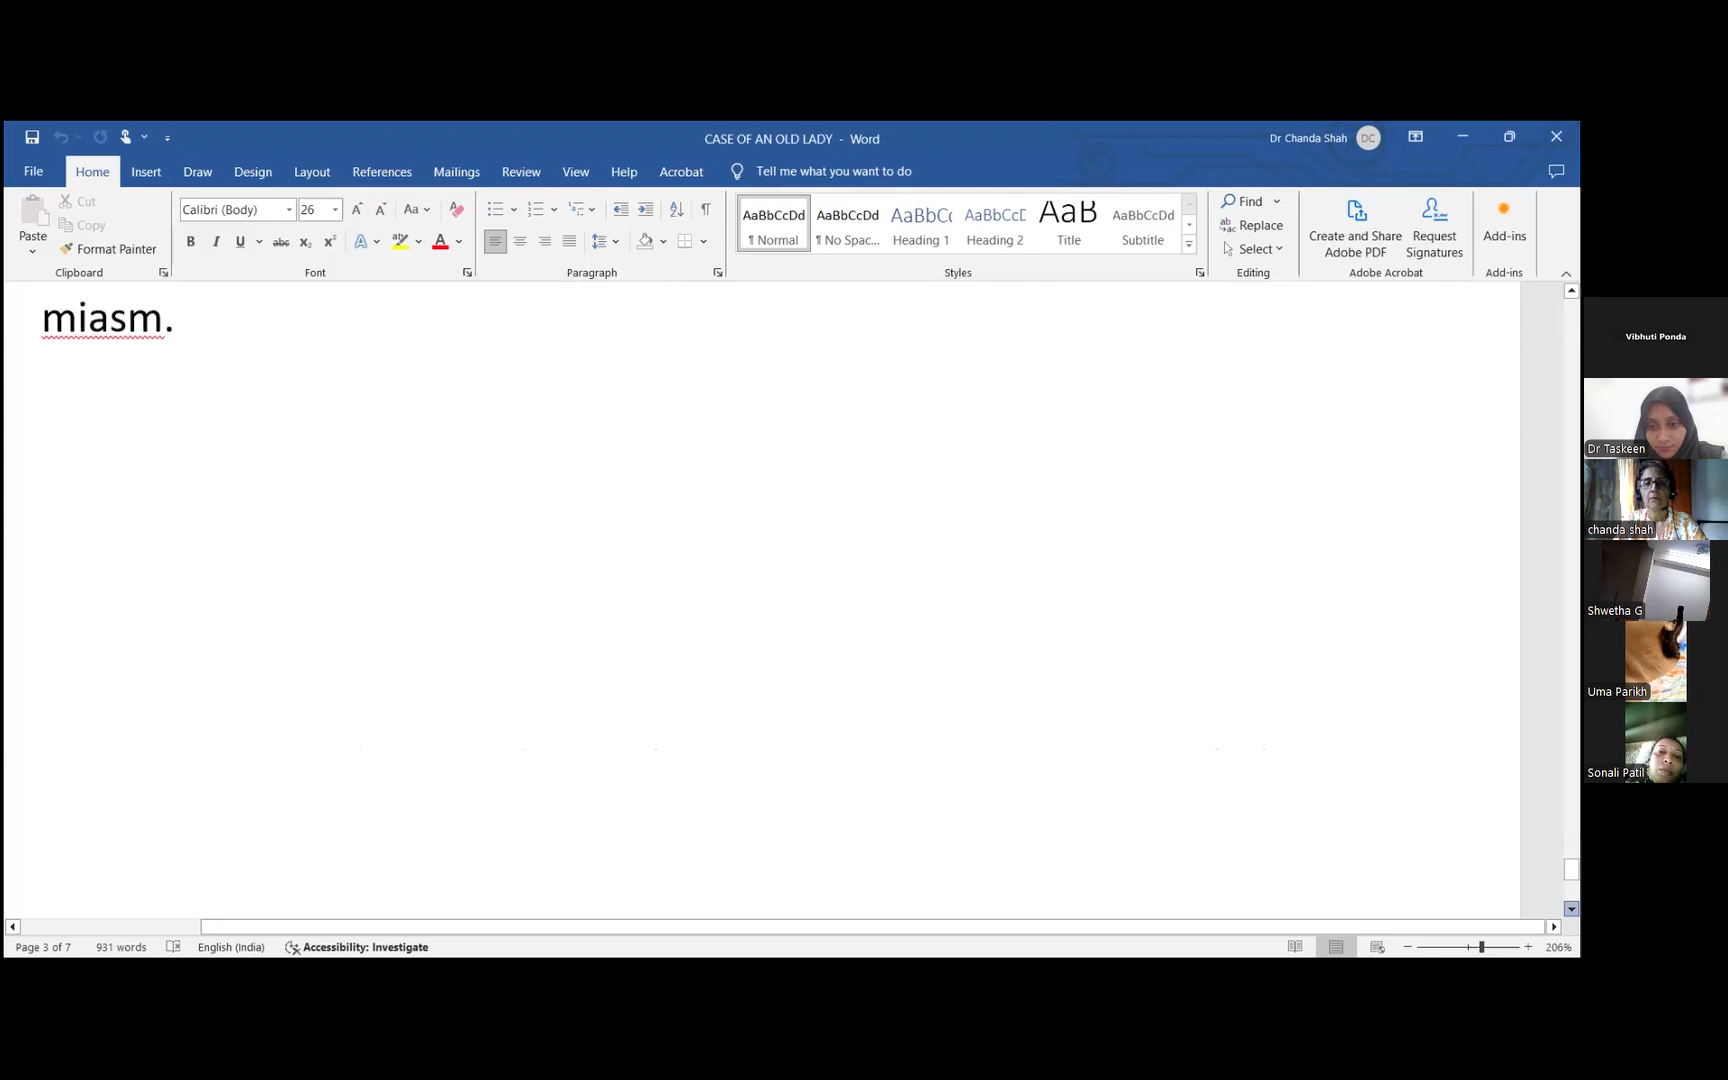 CASE OF AN OLD LADY - Word
Dr Chanda Shah DC
File Home Insert Draw Design Layout References Mailings Review View Help Acrobat Tell me what you want to do
Paste
Cut
Copy
Format Painter
Clipboard
Calibri (Body) 26
Aa
B I U abc x₂ x² A A
Font
Paragraph
AaBbCcDd
¶ Normal
AaBbCcDd
¶ No Spac...
AaBbC
Heading 1
AaBbCcD
Heading 2
AaB
Title
AaBbCcDd
Subtitle
Styles
Find
Replace
Select
Editing
Create and Share
Adobe PDF
Request
Signatures
Adobe Acrobat
Add-ins
Add-ins
miasm.
Page 3 of 7 931 words English (India) Accessibility: Investigate 206%
Vibhuti Ponda
Dr Taskeen
chanda shah
Shwetha G
Uma Parikh
Sonali Patil